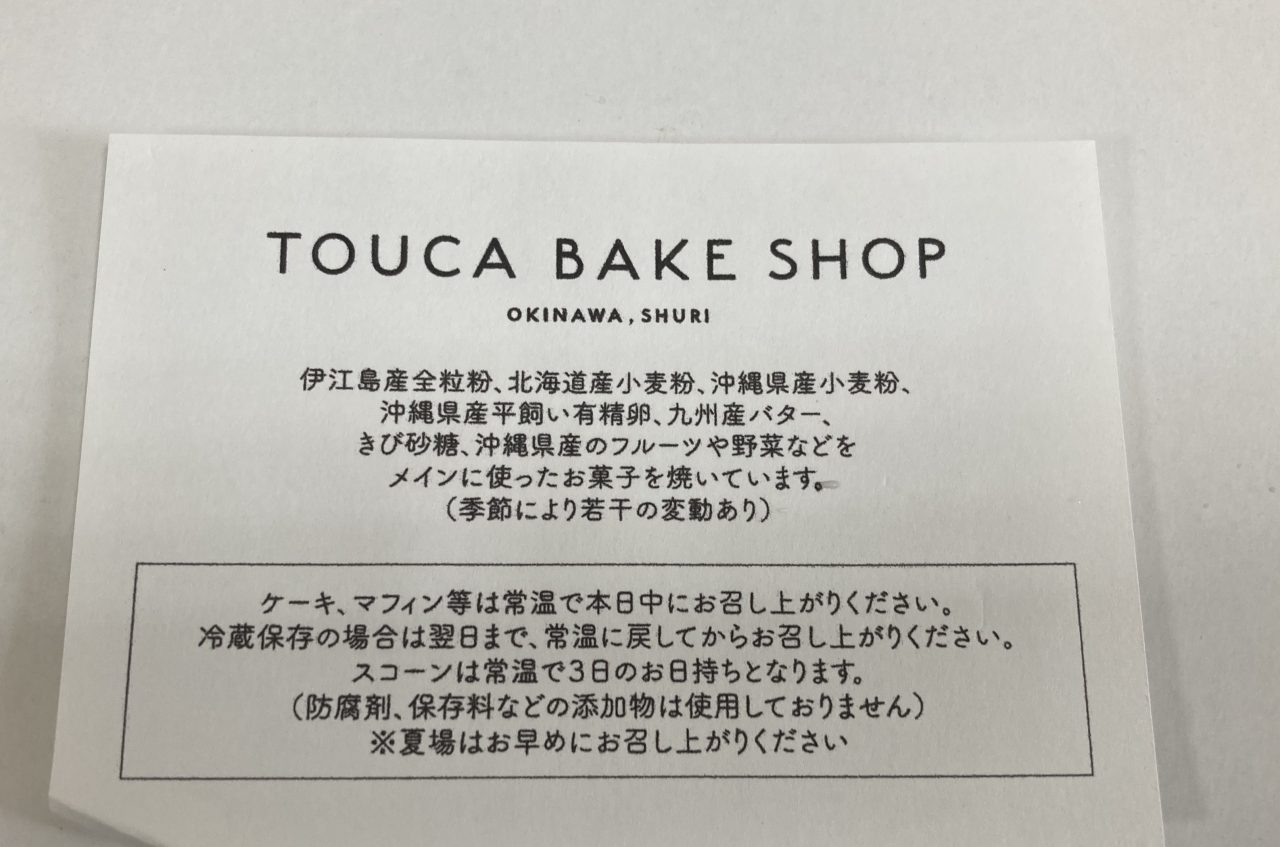 TOUCA BAKE SHOP
OKINAWA, SHURI
伊江島産全粒粉、北海道産小麦粉、沖縄県産小麦粉、
沖縄県産平飼い有精卵、九州産バター、
きび砂糖、沖縄県産のフルーツや野菜などを
メインに使ったお菓子を焼いています。
（季節により若干の変動あり）
ケーキ、マフィン等は常温で本日中にお召し上がりください。
冷蔵保存の場合は翌日まで、常温に戻してからお召し上がりください。
スコーンは常温で3日のお日持ちとなります。
（防腐剤、保存料などの添加物は使用しておりません）
※夏場はお早めにお召し上がりください